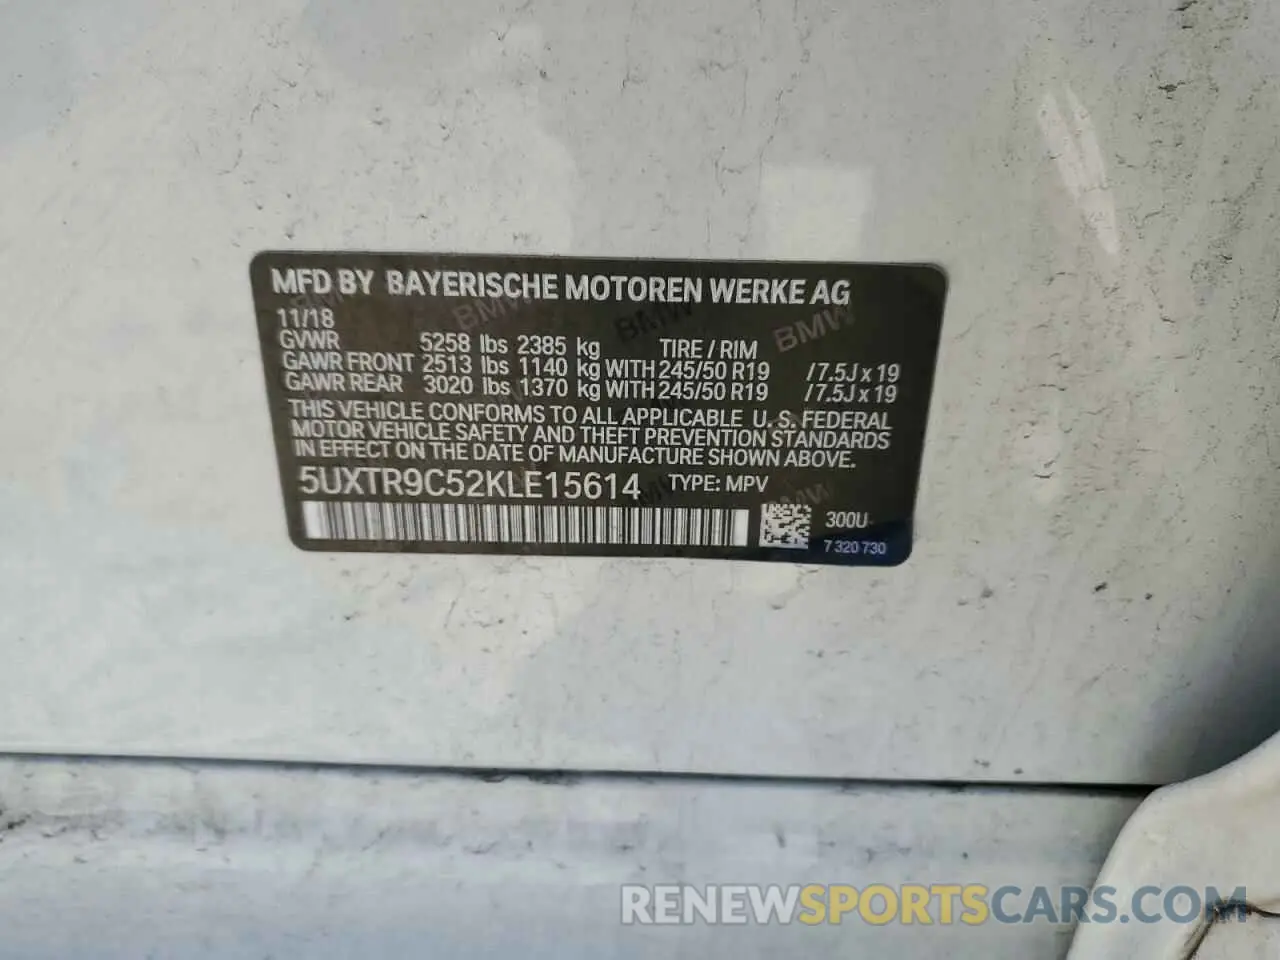 MFD BY BAYERISCHE MOTOREN WERKE AG
11/18
GVWR 5258 lbs 2385 kg TIRE / RIM
GAWR FRONT 2513 lbs 1140 kg WITH 245/50 R19 /7.5J x 19
GAWR REAR 3020 lbs 1370 kg WITH 245/50 R19 /7.5J x 19
THIS VEHICLE CONFORMS TO ALL APPLICABLE U. S. FEDERAL
MOTOR VEHICLE SAFETY AND THEFT PREVENTION STANDARDS
IN EFFECT ON THE DATE OF MANUFACTURE SHOWN ABOVE.
5UXTR9C52KLE15614 TYPE: MPV
300U-
7 320 730
RENEWSPORTSCARS.COM